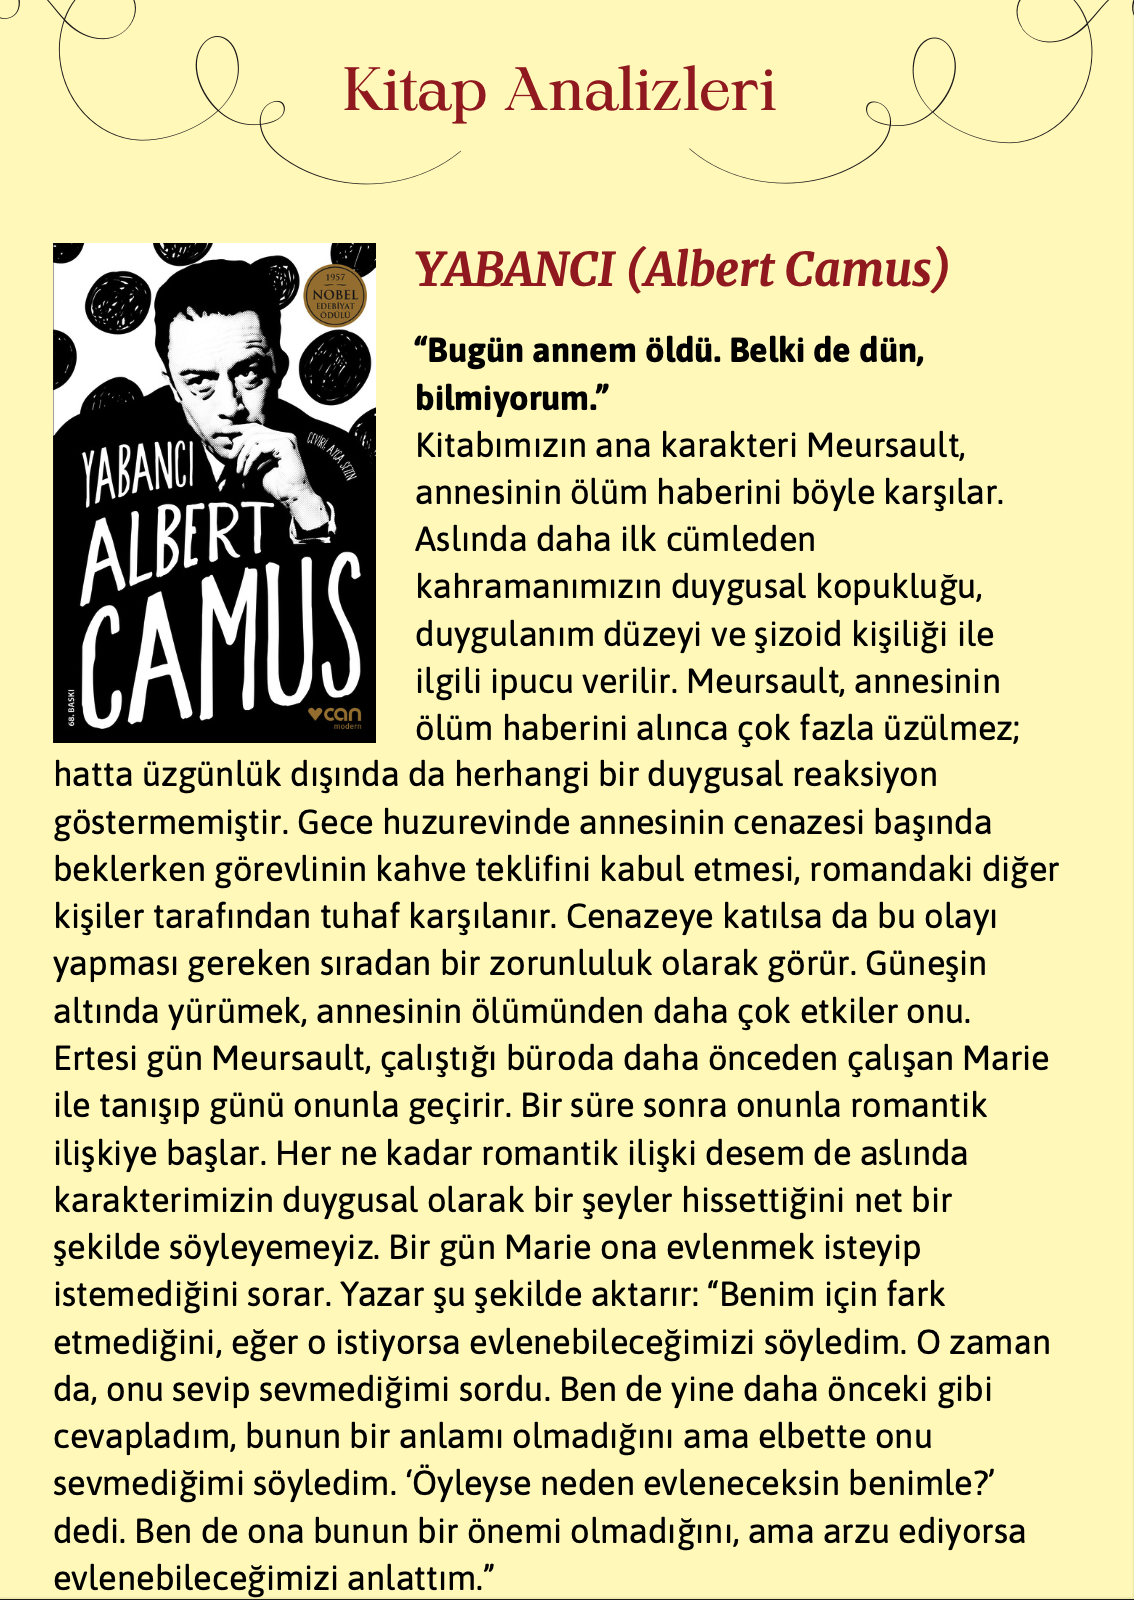 Kitap Analizleri
1957
NOBEL
EDEBİYAT
ÖDÜLÜ
ÇEVİRİ: AYÇA SEZEN
YABANCI
ALBERT
CAMUS
68. BASKI
can
modern
YABANCI (Albert Camus)
“Bugün annem öldü. Belki de dün,
bilmiyorum.”
Kitabımızın ana karakteri Meursault,
annesinin ölüm haberini böyle karşılar.
Aslında daha ilk cümleden
kahramanımızın duygusal kopukluğu,
duygulanım düzeyi ve şizoid kişiliği ile
ilgili ipucu verilir. Meursault, annesinin
ölüm haberini alınca çok fazla üzülmez;
hatta üzgünlük dışında da herhangi bir duygusal reaksiyon
göstermemiştir. Gece huzurevinde annesinin cenazesi başında
beklerken görevlinin kahve teklifini kabul etmesi, romandaki diğer
kişiler tarafından tuhaf karşılanır. Cenazeye katılsa da bu olayı
yapması gereken sıradan bir zorunluluk olarak görür. Güneşin
altında yürümek, annesinin ölümünden daha çok etkiler onu.
Ertesi gün Meursault, çalıştığı büroda daha önceden çalışan Marie
ile tanışıp günü onunla geçirir. Bir süre sonra onunla romantik
ilişkiye başlar. Her ne kadar romantik ilişki desem de aslında
karakterimizin duygusal olarak bir şeyler hissettiğini net bir
şekilde söyleyemeyiz. Bir gün Marie ona evlenmek isteyip
istemediğini sorar. Yazar şu şekilde aktarır: “Benim için fark
etmediğini, eğer o istiyorsa evlenebileceğimizi söyledim. O zaman
da, onu sevip sevmediğimi sordu. Ben de yine daha önceki gibi
cevapladım, bunun bir anlamı olmadığını ama elbette onu
sevmediğimi söyledim. ‘Öyleyse neden evleneceksin benimle?’
dedi. Ben de ona bunun bir önemi olmadığını, ama arzu ediyorsa
evlenebileceğimizi anlattım.”